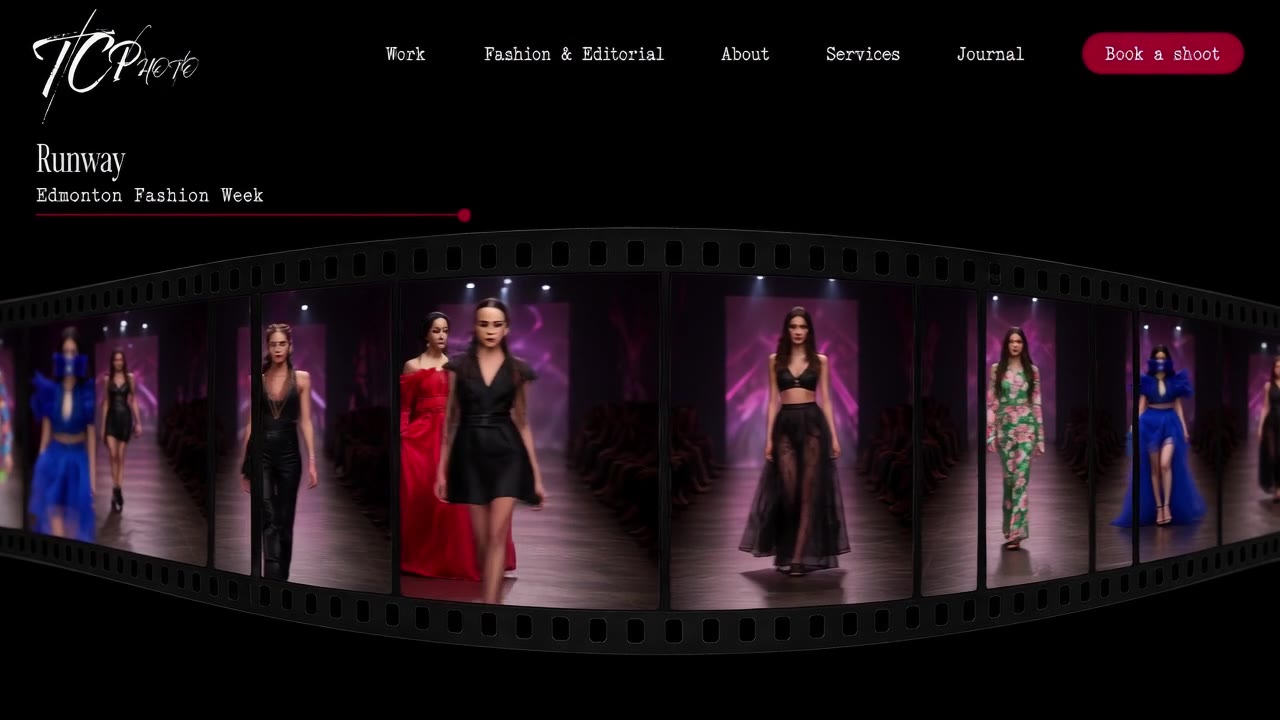 TCPHOTO
Work
Fashion & Editorial
About
Services
Journal
Book a shoot
Runway
Edmonton Fashion Week